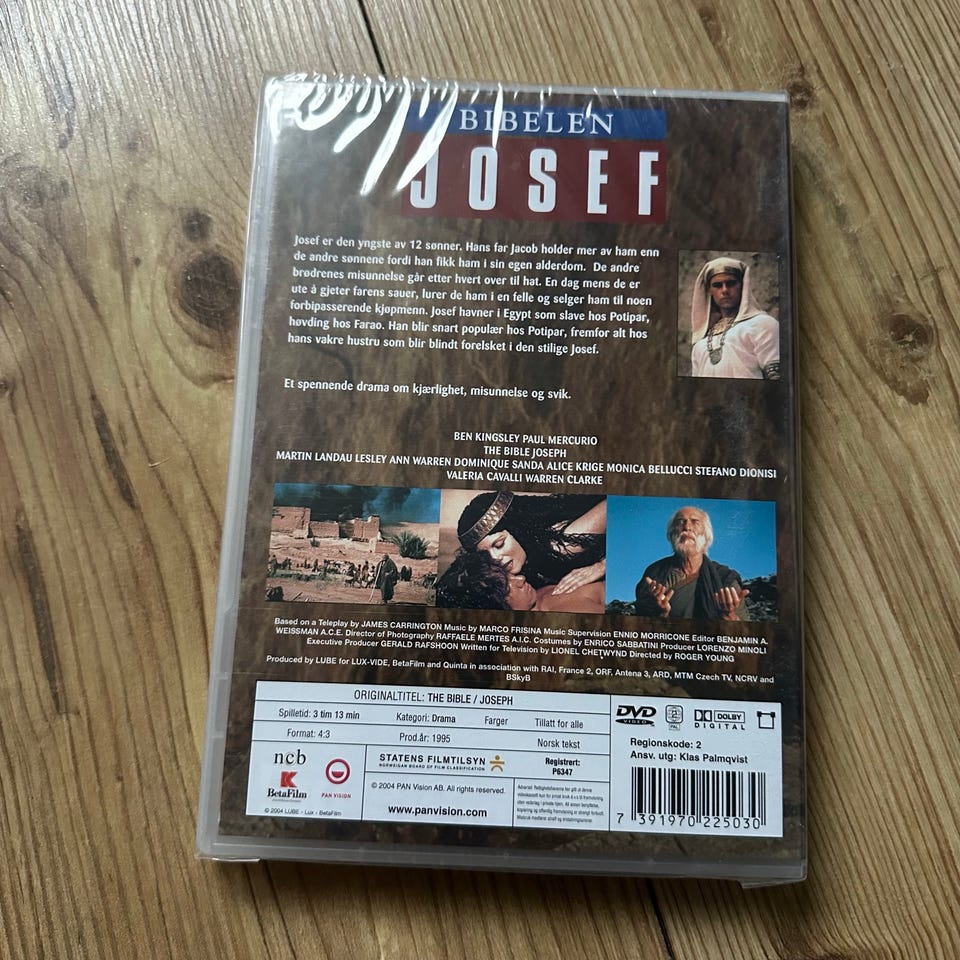 BIBELEN
JOSEF
Josef er den yngste av 12 sønner. Hans far Jacob holder mer av ham enn
de andre sønnene fordi han fikk ham i sin egen alderdom. De andre
brødrenes misunnelse går etter hvert over til hat. En dag mens de er
ute å gjeter farens sauer, lurer de ham i en felle og selger ham til noen
forbipasserende kjøpmenn. Josef havner i Egypt som slave hos Potipar,
høvding hos Farao. Han blir snart populær hos Potipar, fremfor alt hos
hans vakre hustru som blir blindt forelsket i den stilige Josef.
Et spennende drama om kjærlighet, misunnelse og svik.
BEN KINGSLEY PAUL MERCURIO
THE BIBLE JOSEPH
MARTIN LANDAU LESLEY ANN WARREN DOMINIQUE SANDA ALICE KRIGE MONICA BELLUCCI STEFANO DIONISI
VALERIA CAVALLI WARREN CLARKE
Based on a Teleplay by JAMES CARRINGTON Music by MARCO FRISINA Music Supervision ENNIO MORRICONE Editor BENJAMIN A.
WEISSMAN A.C.E. Director of Photography RAFFAELE MERTES A.I.C. Costumes by ENRICO SABBATINI Producer LORENZO MINOLI
Executive Producer GERALD RAFSHOON Written for Television by LIONEL CHETWYND Directed by ROGER YOUNG
Produced by LUBE for LUX-VIDE, BetaFilm and Quinta in association with RAI, France 2, ORF, Antena 3, ARD, MTM Czech TV, NCRV and
BSkyB
ORIGINALTITEL: THE BIBLE / JOSEPH
Spilletid: 3 tim 13 min Kategori: Drama Farger Tillatt for alle
Format: 4:3 Prod.år: 1995 Norsk tekst
ncb
BetaFilm
PAN VISION
© 2004 LUBE - Lux - BetaFilm
STATENS FILMTILSYN
NORWEGIAN BOARD OF FILM CLASSIFICATION
Registrert:
P6347
© 2004 PAN Vision AB. All rights reserved.
www.panvision.com
DVD
VIDEO
PAL
DOLBY
DIGITAL
Regionskode: 2
Ansv. utg: Klas Palmqvist
7 391970 225030